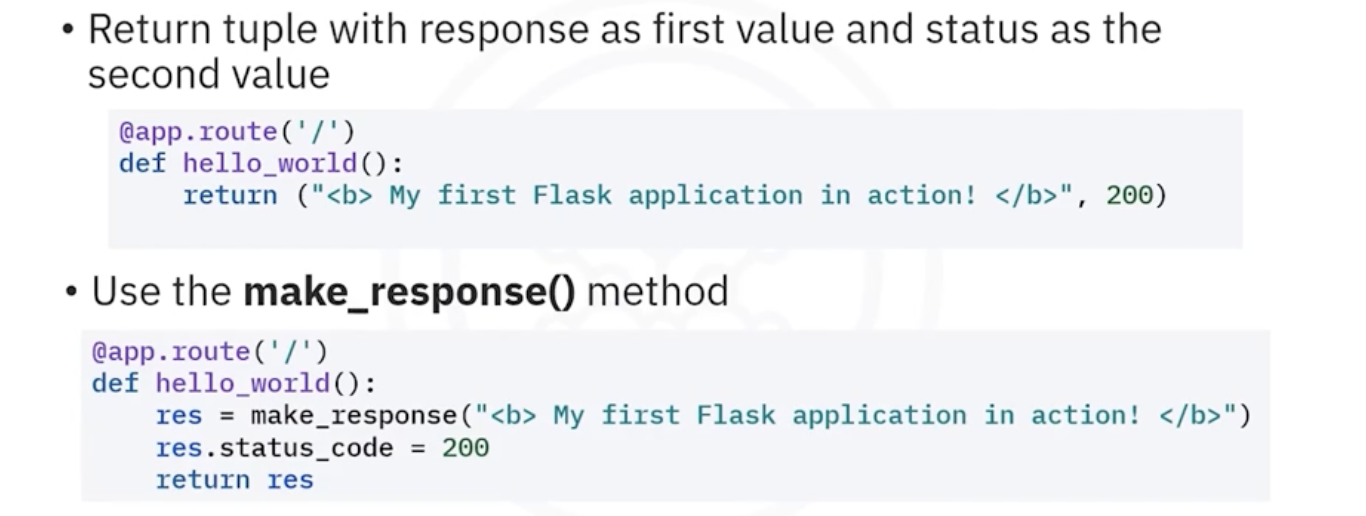 • Return tuple with response as first value and status as the
second value
@app.route('/')
def hello_world():
    return ("<b> My first Flask application in action! </b>", 200)
• Use the make_response() method
@app.route('/')
def hello_world():
    res = make_response("<b> My first Flask application in action! </b>")
    res.status_code = 200
    return res